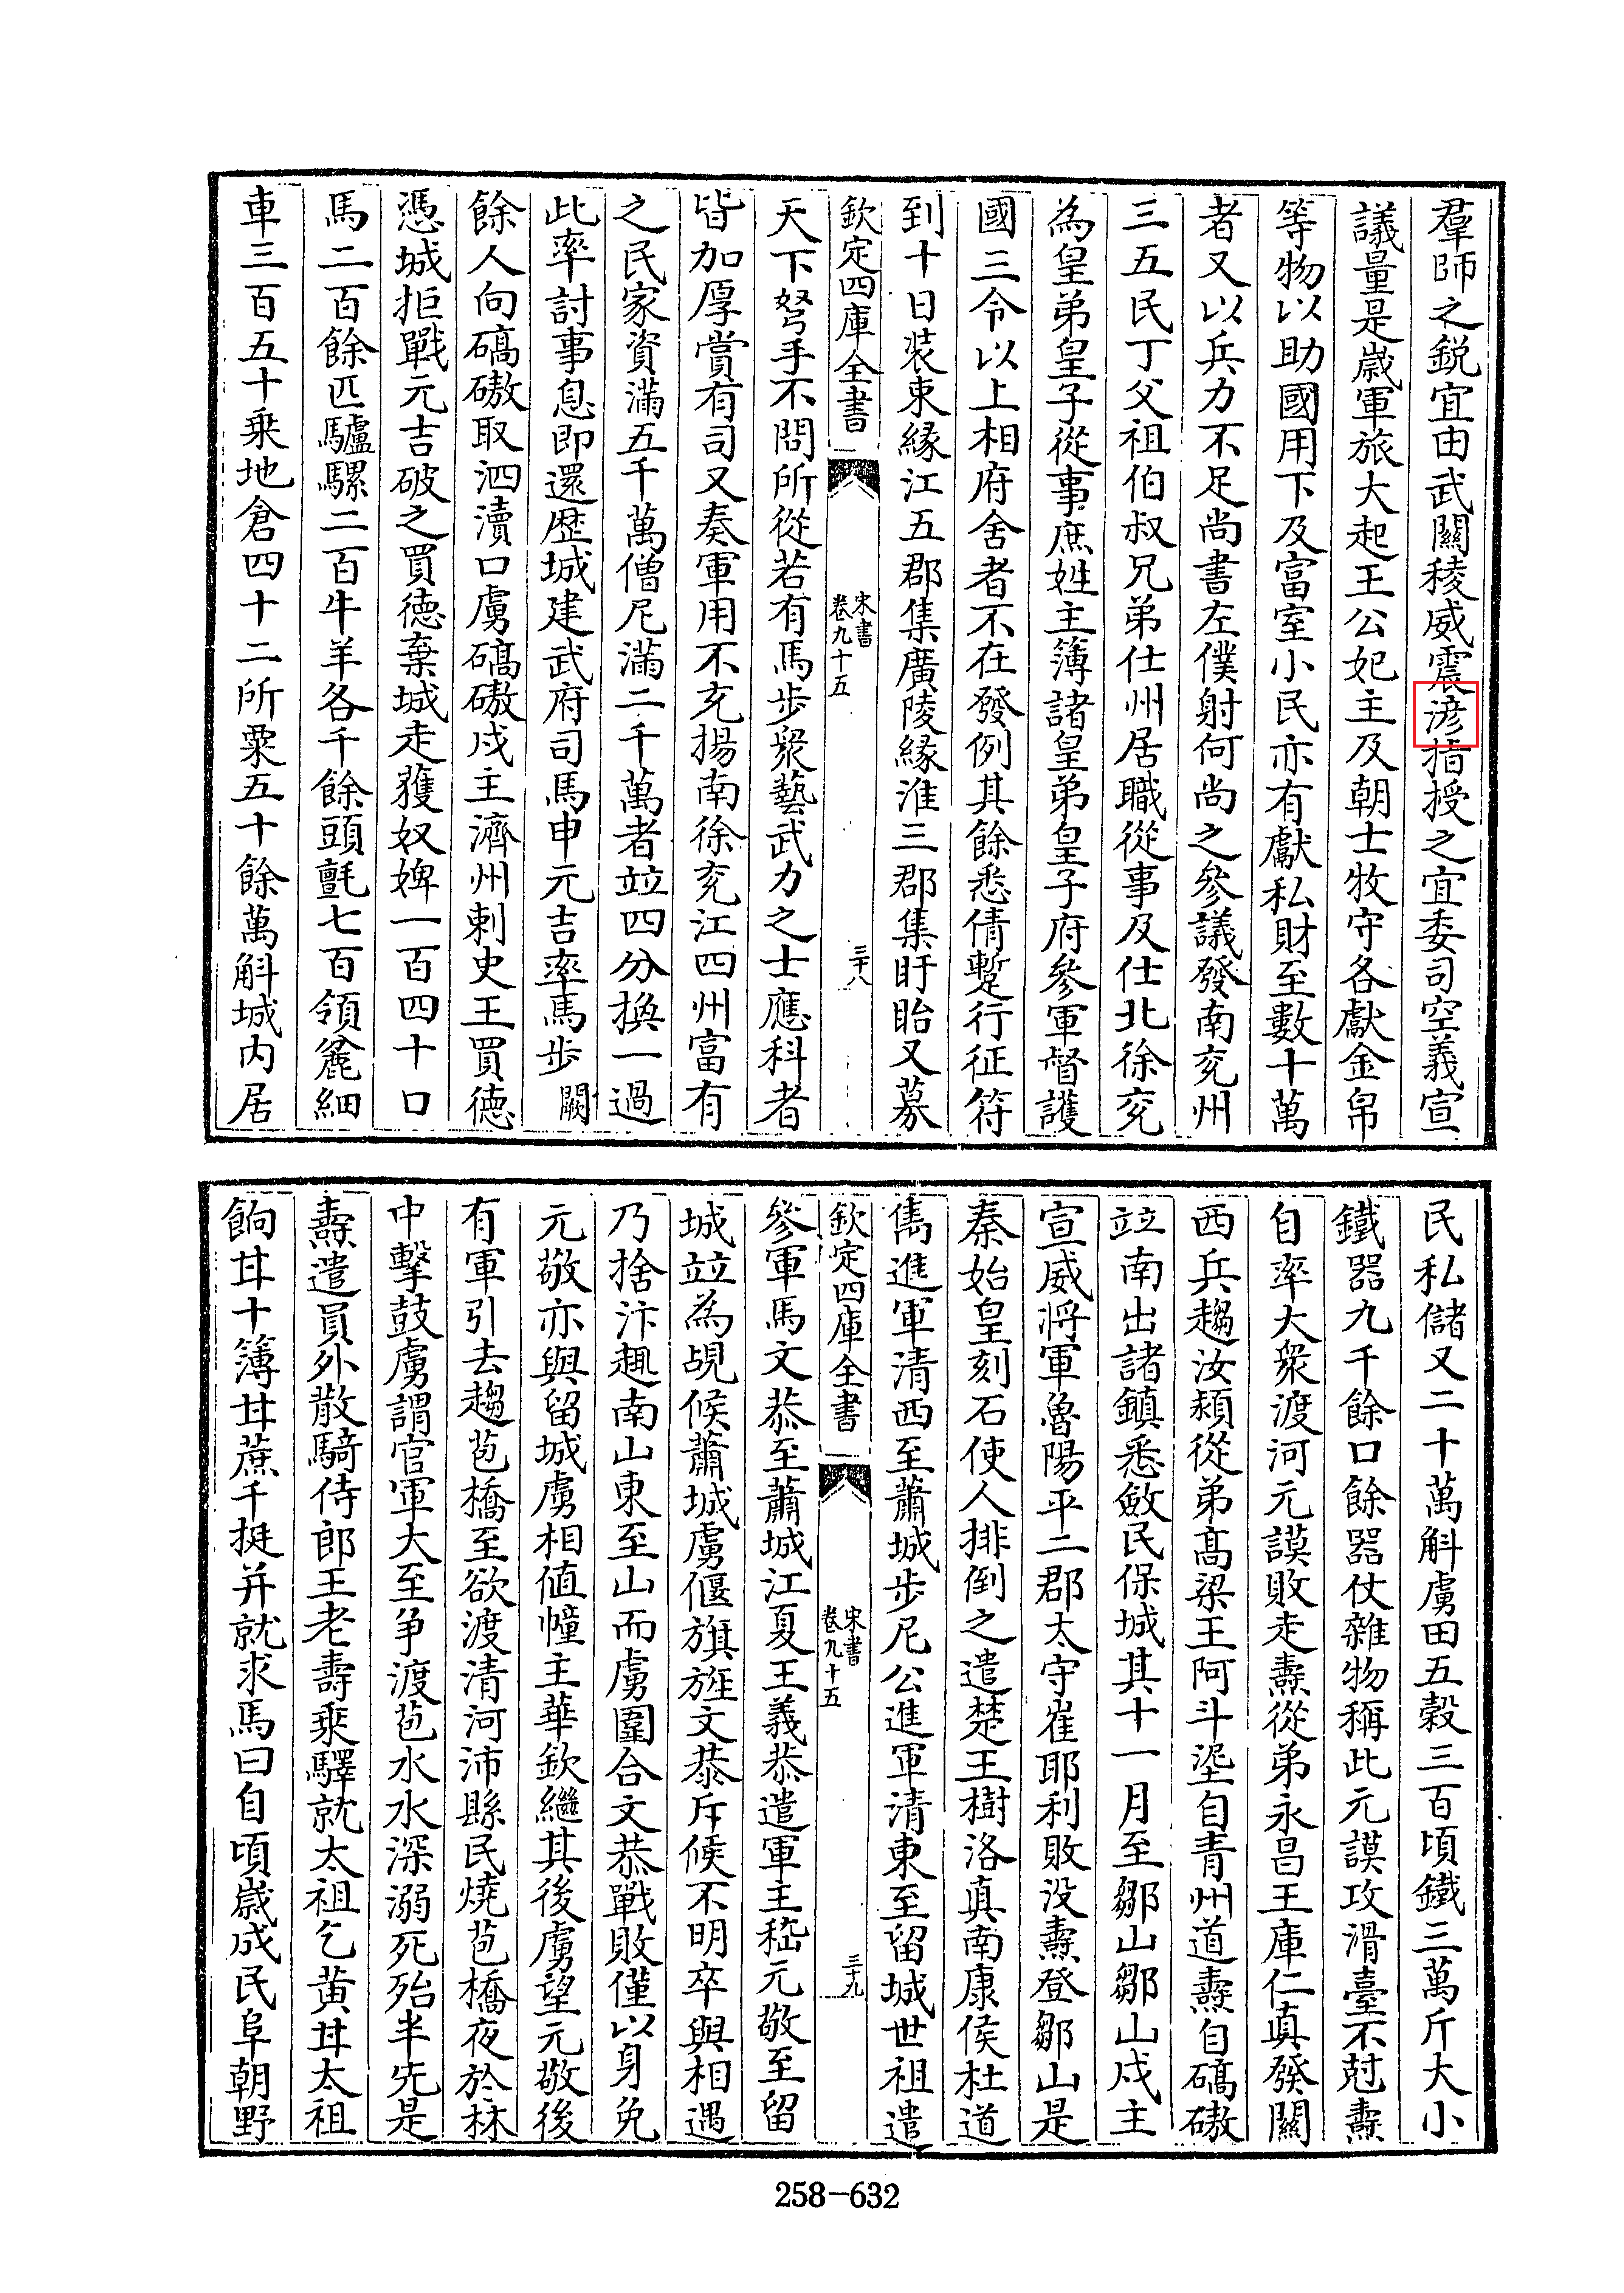 羣師之銳宜由武關稜威震滻指授之宜委司空義宣
議量是嵗軍旅大起王公妃主及朝士牧守各獻金帛
等物以助國用下及富室小民亦有獻私財至數十萬
者又以兵力不足尚書左僕射何尚之參議發南兖州
三五民丁父祖伯叔兄弟仕州居職從事及仕北徐兖
為皇弟皇子從事庶姓主簿諸皇弟皇子府參軍督護
國三令以上相府舍者不在發例其餘悉倩蹔行征符
到十日装束緣江五郡集廣陵緣淮三郡集盱眙又募
欽定四庫全書
宋書
卷九十五
三十八
天下弩手不問所從若有馬步衆藝武力之士應科者
皆加厚賞有司又奏軍用不充揚南徐兖江四州富有
之民家資滿五千萬僧尼滿二千萬者竝四分換一過
此率討事息即還歴城建武府司馬申元吉率馬步闕
餘人向碻磝取泗瀆口虜碻磝戍主濟州刺史王買德
憑城拒戰元吉破之買德棄城走獲奴婢一百四十口
馬二百餘匹驢騾二百牛羊各千餘頭氊七百領麄細
車三百五十乗地倉四十二所粟五十餘萬斛城内居
民私儲又二十萬斛虜田五榖三百頃鐵三萬斤大小
鐵器九千餘口餘器仗雜物稱此元謨攻滑臺不尅燾
自率大衆渡河元謨敗走燾從弟永昌王庫仁真發關
西兵趨汝潁從弟髙梁王阿斗埿自青州道燾自碻磝
竝南出諸鎮悉斂民保城其十一月至鄒山鄒山戍主
宣威將軍魯陽平二郡太守崔耶利敗没燾登鄒山是
秦始皇刻石使人排倒之遣楚王樹洛真南康侯杜道
儁進軍清西至蕭城步尼公進軍清東至留城世祖遣
欽定四庫全書
宋書
卷九十五
三十九
參軍馬文恭至蕭城江夏王義恭遣軍主嵇元敬至留
城竝為覘候蕭城虜偃旗旌文恭斥候不明卒與相遇
乃捨汴趣南山東至山而虜圍合文恭戰敗僅以身免
元敬亦與留城虜相值幢主華欽繼其後虜望元敬後
有軍引去趨苞橋至欲渡清河沛縣民燒苞橋夜於林
中擊鼓虜謂官軍大至争渡苞水水深溺死殆半先是
燾遣員外散騎侍郎王老壽乘驛就太祖乞黄甘太祖
餉甘十簿甘蔗千挺并就求馬曰自頃嵗成民阜朝野
258-632